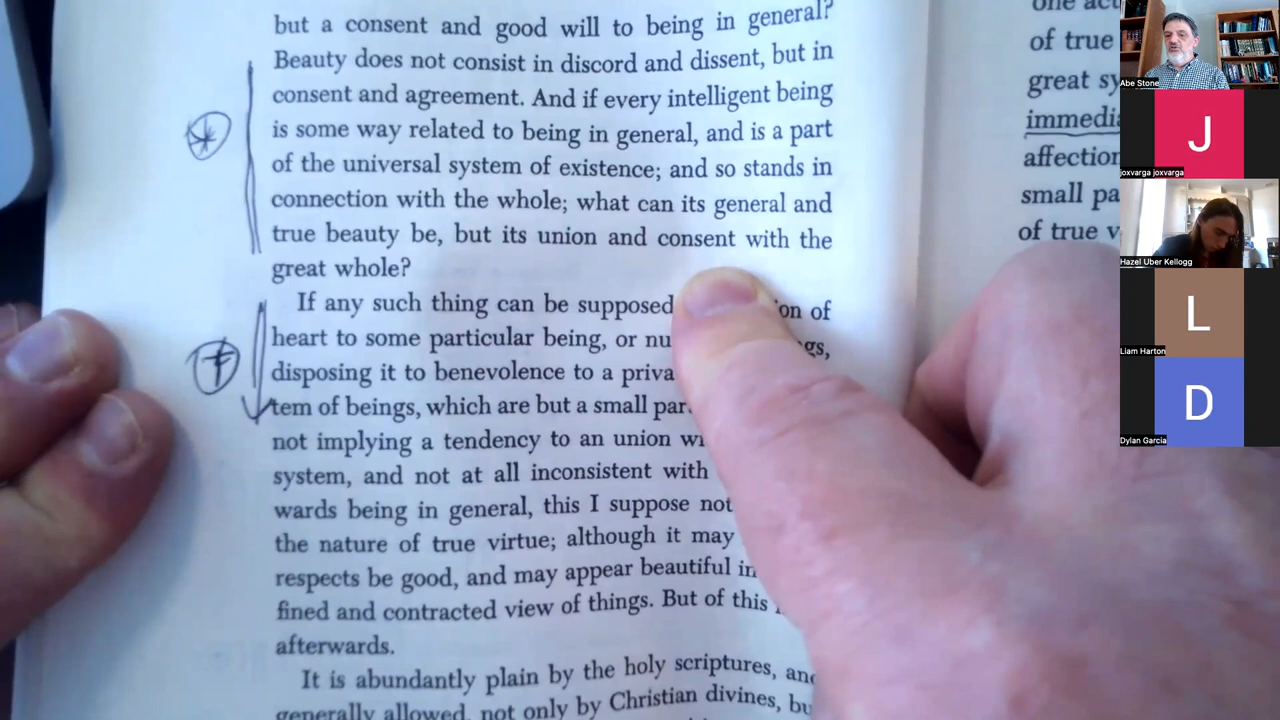 but a consent and good will to being in general?
Beauty does not consist in discord and dissent, but in
consent and agreement. And if every intelligent being
is some way related to being in general, and is a part
of the universal system of existence; and so stands in
connection with the whole; what can its general and
true beauty be, but its union and consent with the
great whole?
If any such thing can be supposed of
heart to some particular being, or
disposing it to benevolence to a
tem of beings, which are but a small
not implying a tendency to an union
system, and not at all inconsistent with
wards being in general, this I suppose not
the nature of true virtue; although it may
respects be good, and may appear beautiful in
fined and contracted view of things. But of this
afterwards.
It is abundantly plain by the holy scriptures,
generally allowed, not only by Christian divines,
one
of true
great
immedia
affection
small
of true
Abe Stone
J
joxvarga joxvarga
Hazel Uber Kellogg
L
Liam Harton
D
Dylan Garcia